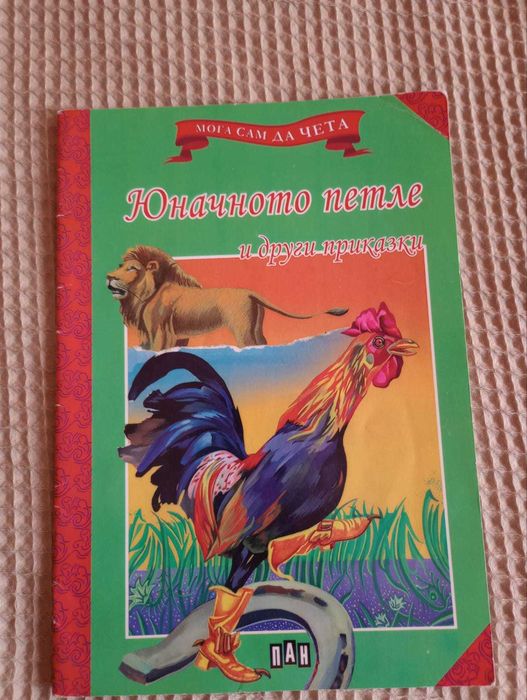 МОГА САМ ДА ЧЕТА
Юначното петле
и други приказки
ПАН